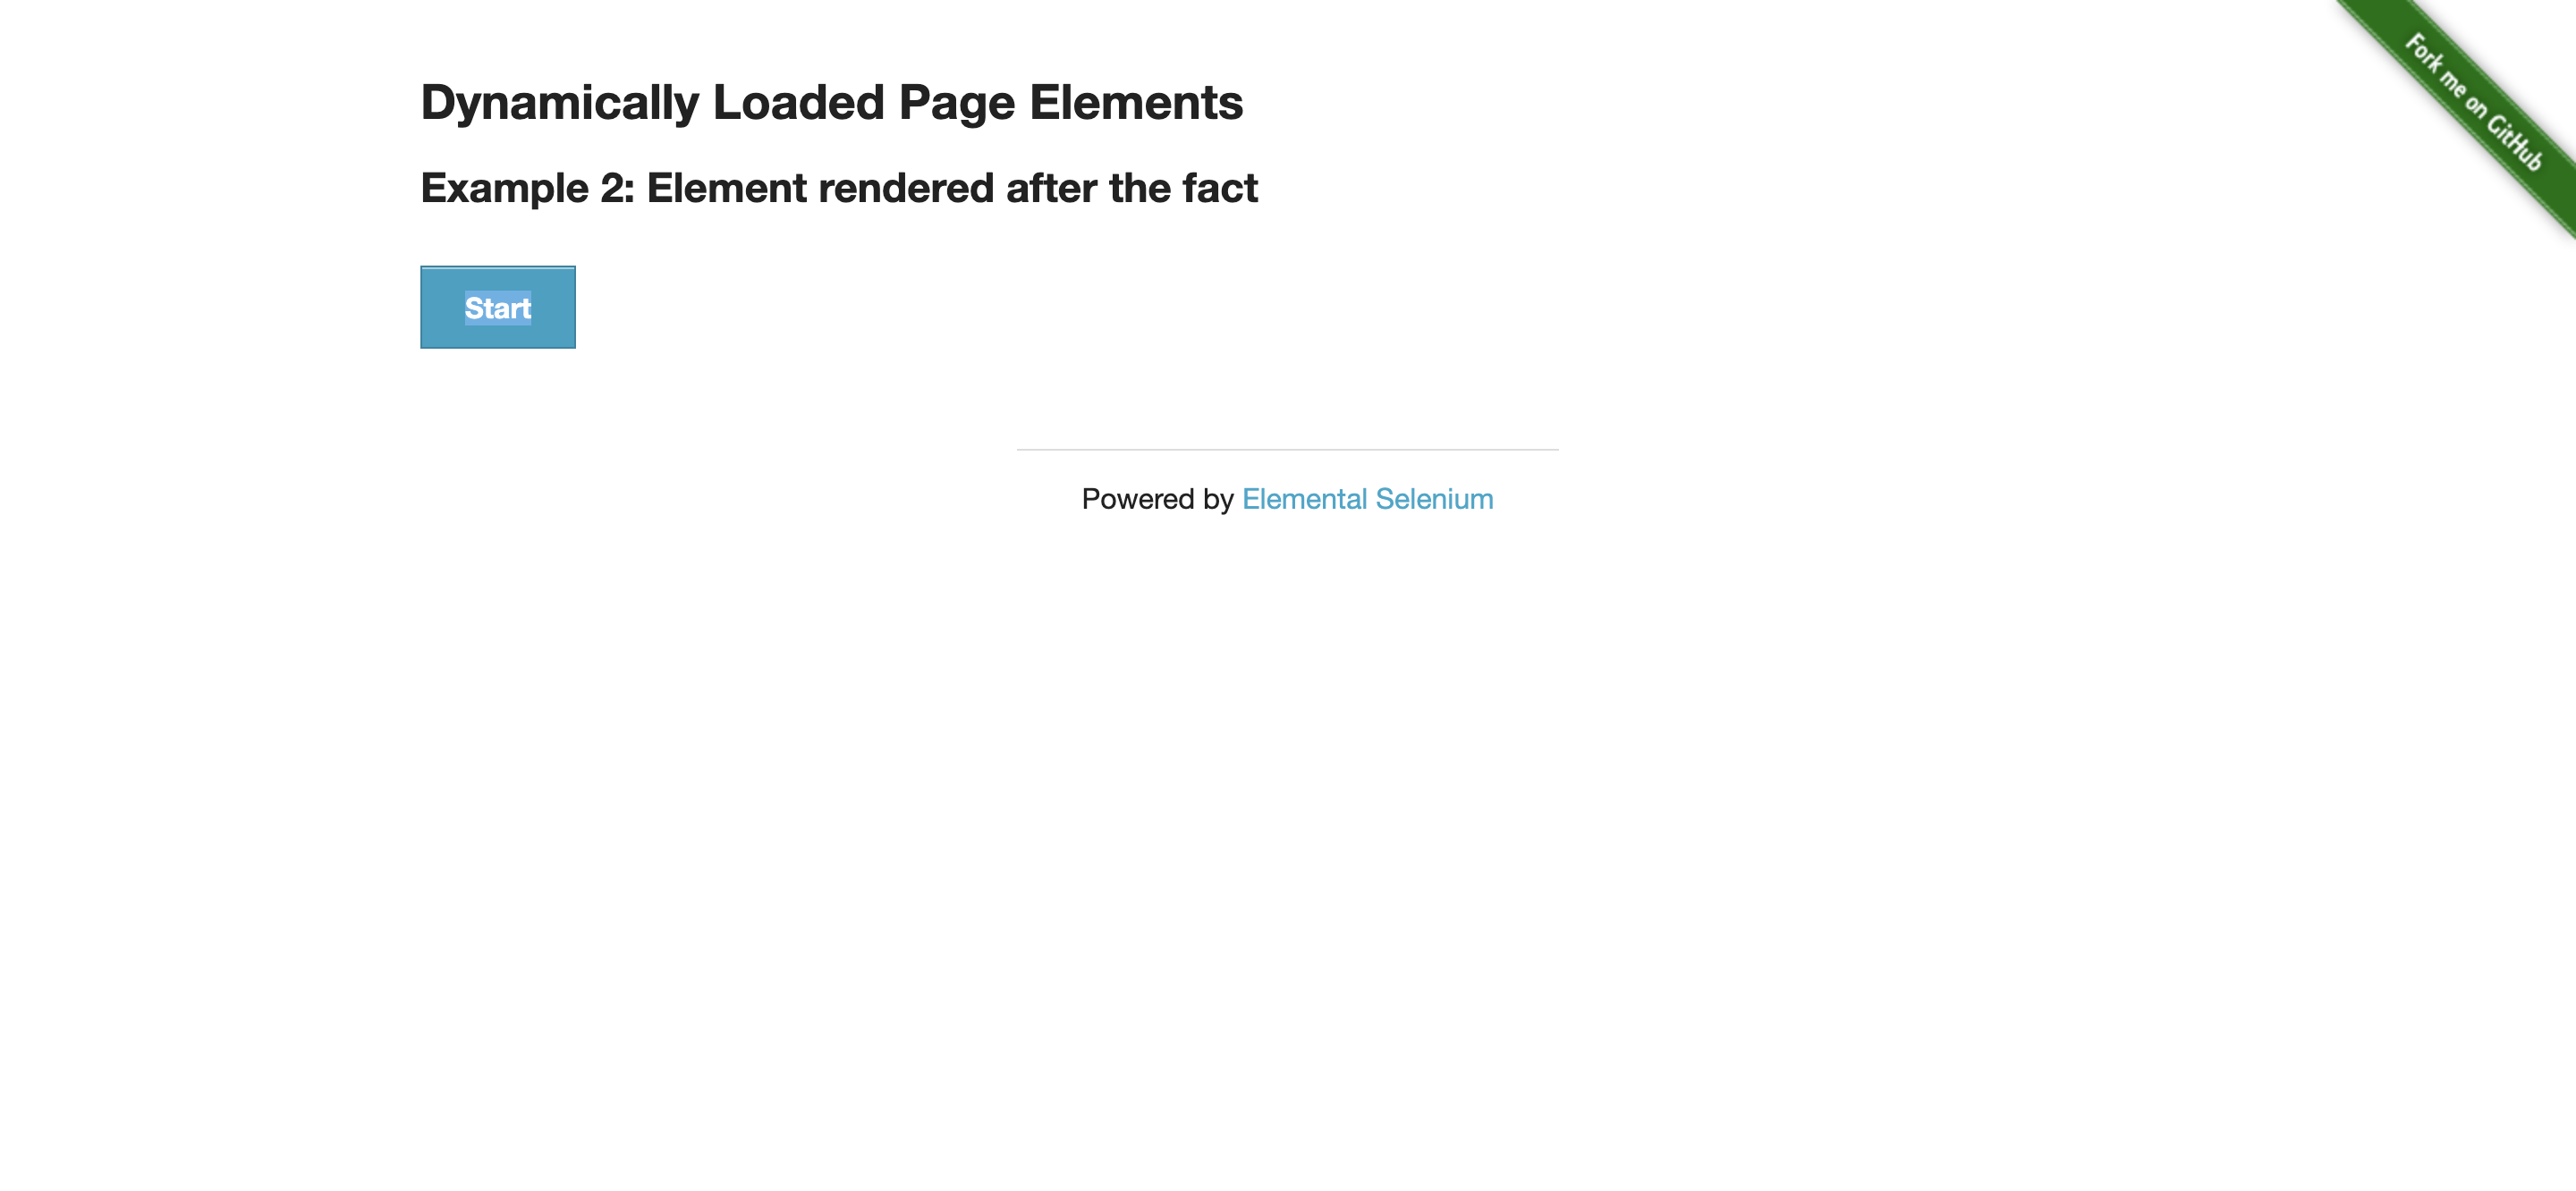 Fork me on GitHub
Dynamically Loaded Page Elements
Example 2: Element rendered after the fact
Start
Powered by Elemental Selenium